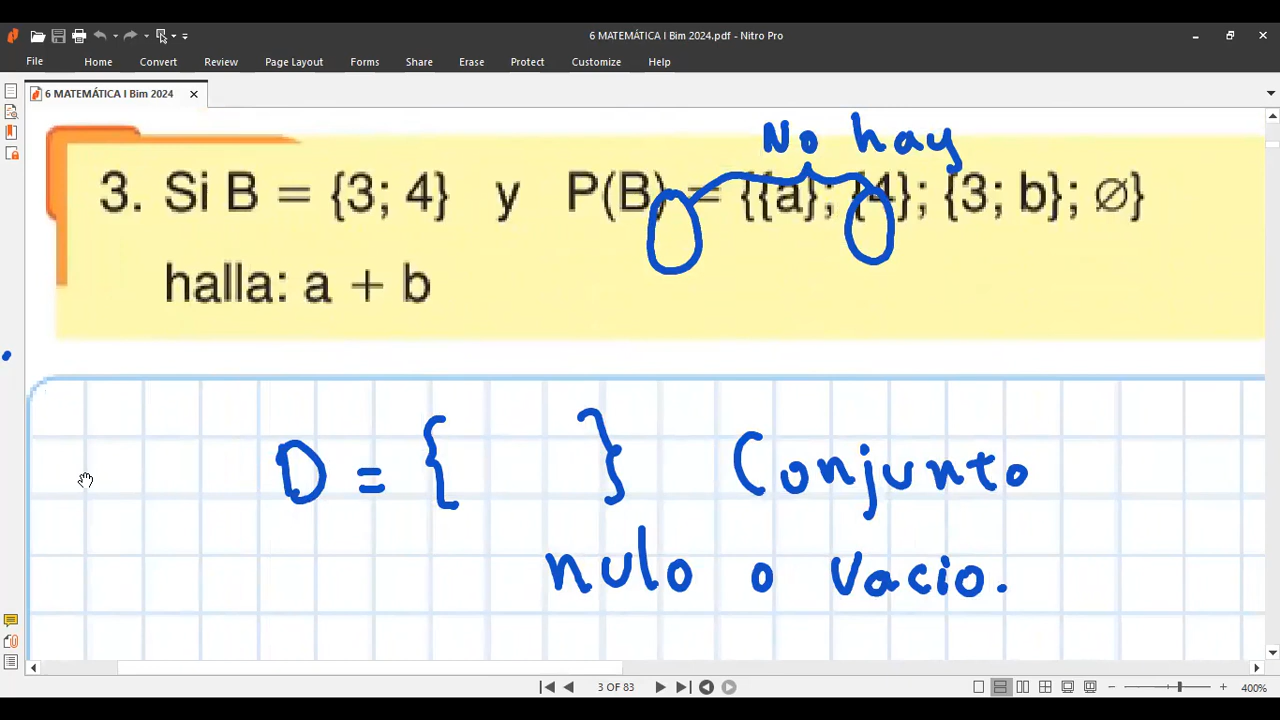 6 MATEMÁTICA I Bim 2024.pdf - Nitro Pro
File Home Convert Review Page Layout Forms Share Erase Protect Customize Help
6 MATEMÁTICA I Bim 2024
No hay
3. Si B = {3; 4} y P(B) = {{a}; {4}; {3; b}; ∅}
halla: a + b
D = { } Conjunto
nulo o vacio.
3 OF 83
400%